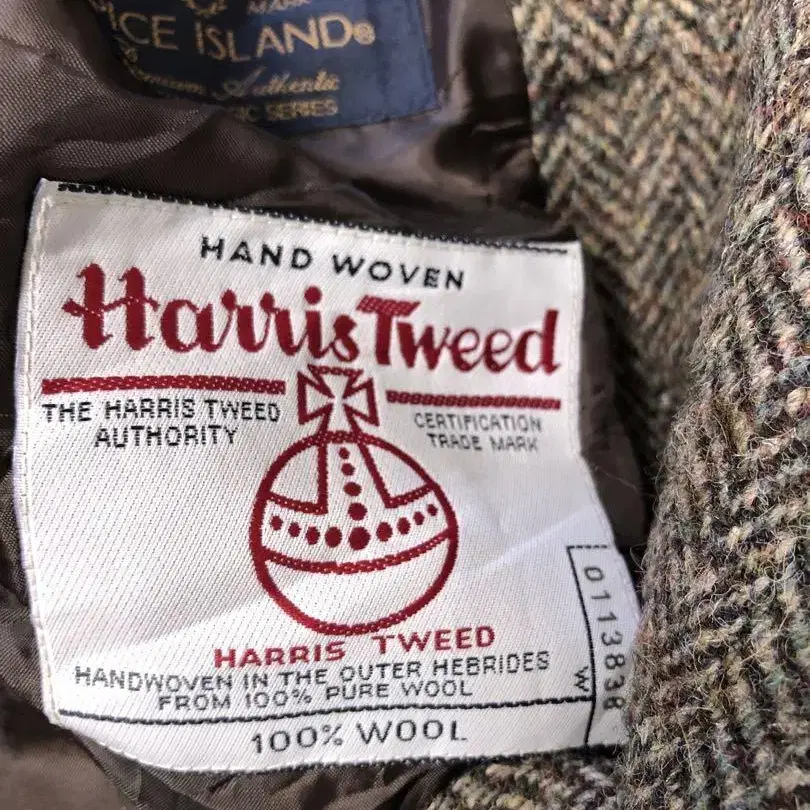 MARK
ICE ISLAND®
Authentic
SERIES
HAND WOVEN
Harris Tweed
THE HARRIS TWEED
AUTHORITY
CERTIFICATION
TRADE MARK
HARRIS TWEED
HANDWOVEN IN THE OUTER HEBRIDES
FROM 100% PURE WOOL
100% WOOL
W
0113838